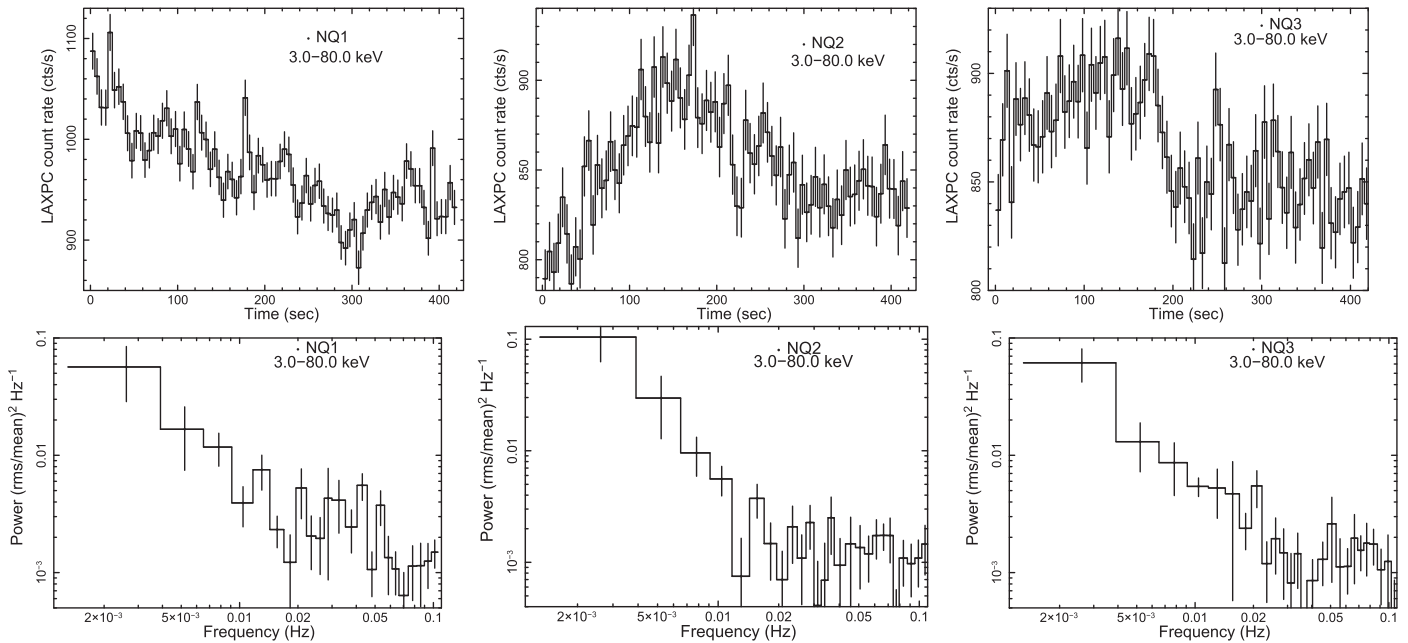 LAXPC count rate (cts/s)
900
1000
1100
· NQ1
3.0−80.0 keV
0
100
200
300
400
Time (sec)
LAXPC count rate (cts/s)
800
850
900
· NQ2
3.0−80.0 keV
0
100
200
300
400
Time (sec)
LAXPC count rate (cts/s)
800
850
900
· NQ3
3.0−80.0 keV
0
100
200
300
400
Time (sec)
Power (rms/mean)² Hz⁻¹
10⁻³
0.01
0.1
· NQ1
3.0−80.0 keV
2×10⁻³
5×10⁻³
0.01
0.02
0.05
0.1
Frequency (Hz)
Power (rms/mean)² Hz⁻¹
10⁻³
0.01
0.1
· NQ2
3.0−80.0 keV
2×10⁻³
5×10⁻³
0.01
0.02
0.05
0.1
Frequency (Hz)
Power (rms/mean)² Hz⁻¹
10⁻³
0.01
0.1
· NQ3
3.0−80.0 keV
2×10⁻³
5×10⁻³
0.01
0.02
0.05
0.1
Frequency (Hz)